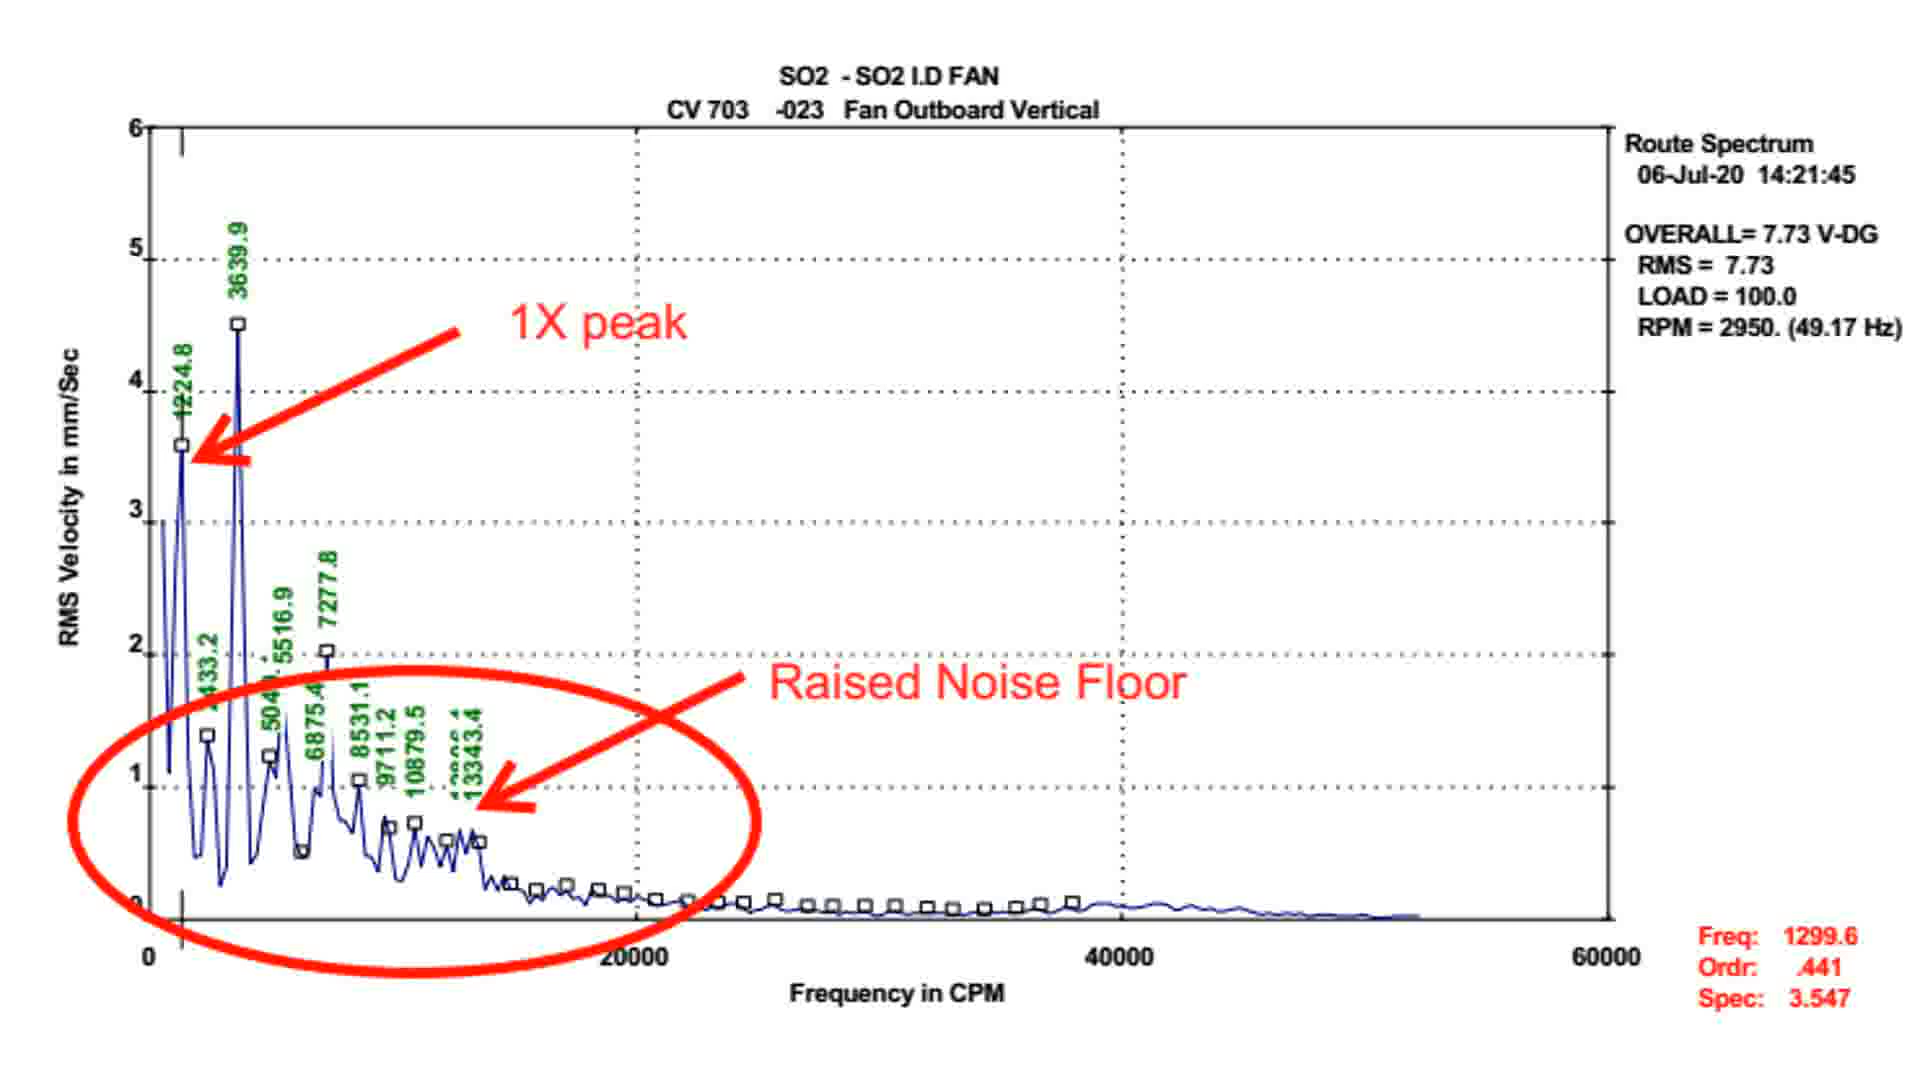 SO2 - SO2 I.D FAN
CV 703 -023 Fan Outboard Vertical
Route Spectrum
06-Jul-20 14:21:45
OVERALL= 7.73 V-DG
RMS = 7.73
LOAD = 100.0
RPM = 2950. (49.17 Hz)
RMS Velocity in mm/Sec
6
5
4
3
2
1
0
1224.8
2433.2
3639.9
5516.9
6875.4
7277.8
8531.1
9711.2
10879.5
13343.4
1X peak
Raised Noise Floor
0
20000
40000
60000
Frequency in CPM
Freq: 1299.6
Ordr: .441
Spec: 3.547